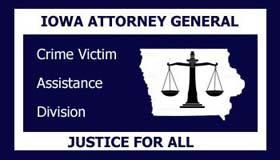 IOWA ATTORNEY GENERAL
Crime Victim
Assistance
Division
JUSTICE FOR ALL